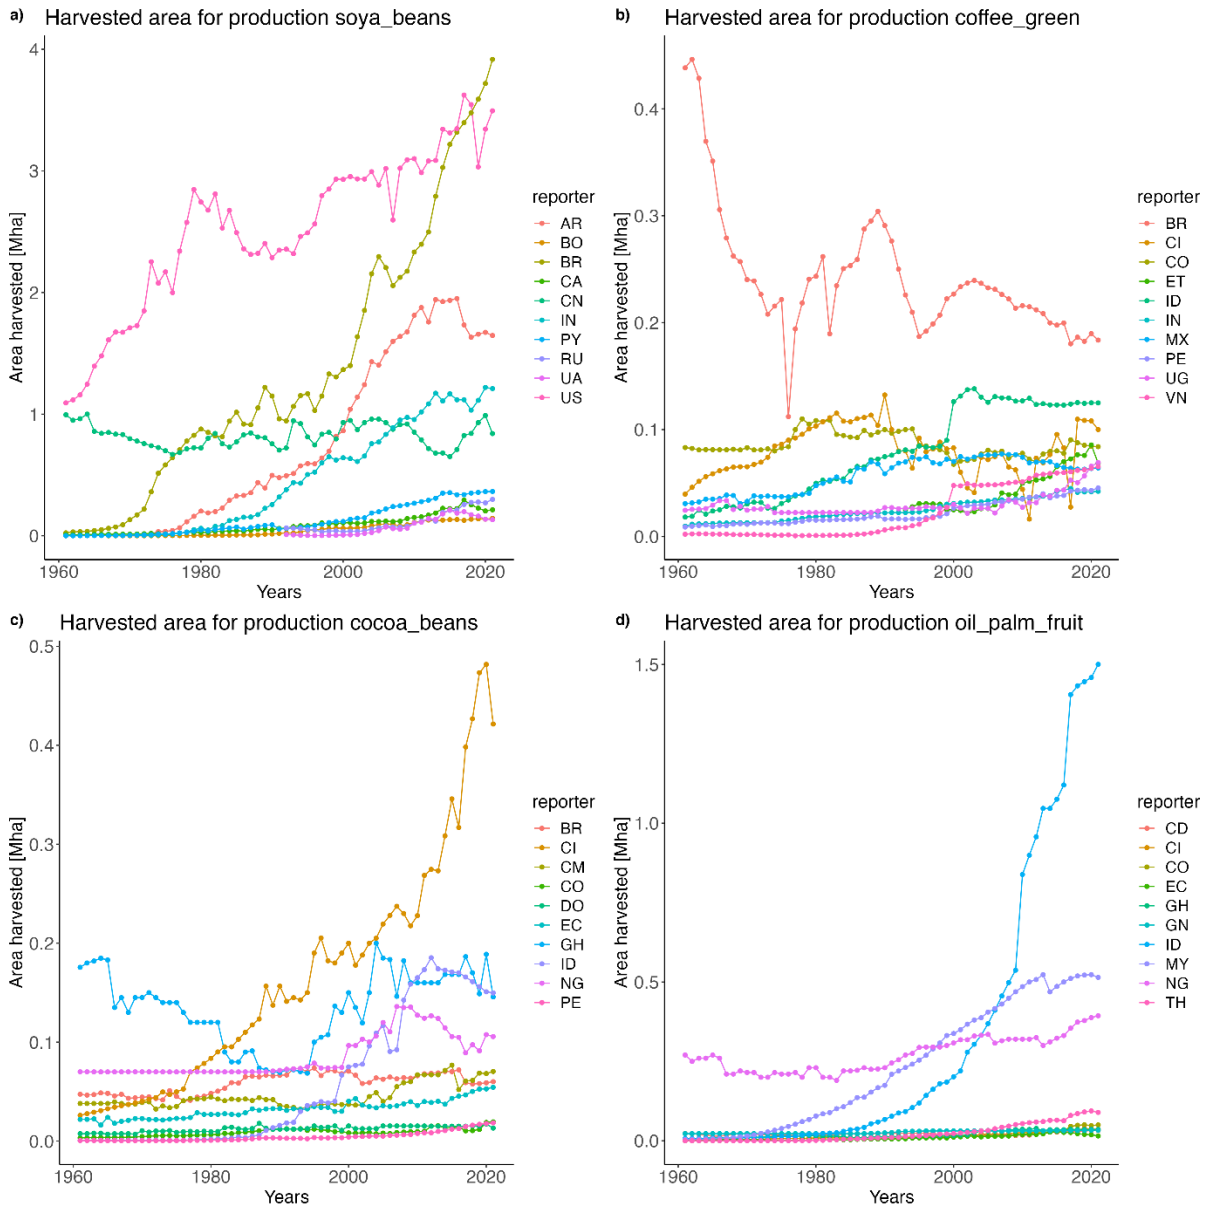 a) Harvested area for production soya_beans
Area harvested [Mha]
4
3
2
1
0
1960 1980 2000 2020
Years
reporter
AR
BO
BR
CA
CN
IN
PY
RU
UA
US
b) Harvested area for production coffee_green
Area harvested [Mha]
0.4
0.3
0.2
0.1
0.0
1960 1980 2000 2020
Years
reporter
BR
CI
CO
ET
ID
IN
MX
PE
UG
VN
c) Harvested area for production cocoa_beans
Area harvested [Mha]
0.5
0.4
0.3
0.2
0.1
0.0
1960 1980 2000 2020
Years
reporter
BR
CI
CM
CO
DO
EC
GH
ID
NG
PE
d) Harvested area for production oil_palm_fruit
Area harvested [Mha]
1.5
1.0
0.5
0.0
1960 1980 2000 2020
Years
reporter
CD
CI
CO
EC
GH
GN
ID
MY
NG
TH